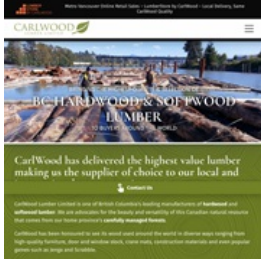 Metro Vancouver Online Retail Sales - LumberStore by CarlWood - Local Delivery, Same
CarlWood Quality
CARLWOOD
BC HARDWOOD & SOFTWOOD
LUMBER
TO BUYERS AROUND THE WORLD
CarlWood has delivered the highest value lumber
making us the supplier of choice to our local and
Contact Us
CarlWood Lumber Limited is one of British Columbia's leading manufacturers of hardwood and
softwood lumber. We are advocates for the beauty and versatility of this Canadian natural resource
that comes from our home province's carefully managed forests.
CarlWood has been honoured to see its wood used around the world in diverse ways ranging from
high-quality furniture, door and window stock, crane mats, construction materials and even popular
games such as Jenga and Scrabble.